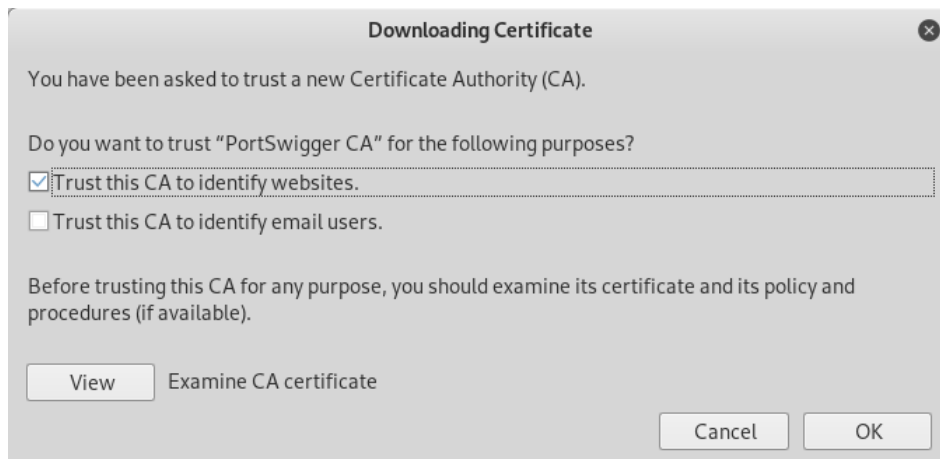 Downloading Certificate
You have been asked to trust a new Certificate Authority (CA).
Do you want to trust “PortSwigger CA” for the following purposes?
Trust this CA to identify websites.
Trust this CA to identify email users.
Before trusting this CA for any purpose, you should examine its certificate and its policy and
procedures (if available).
View Examine CA certificate
Cancel OK